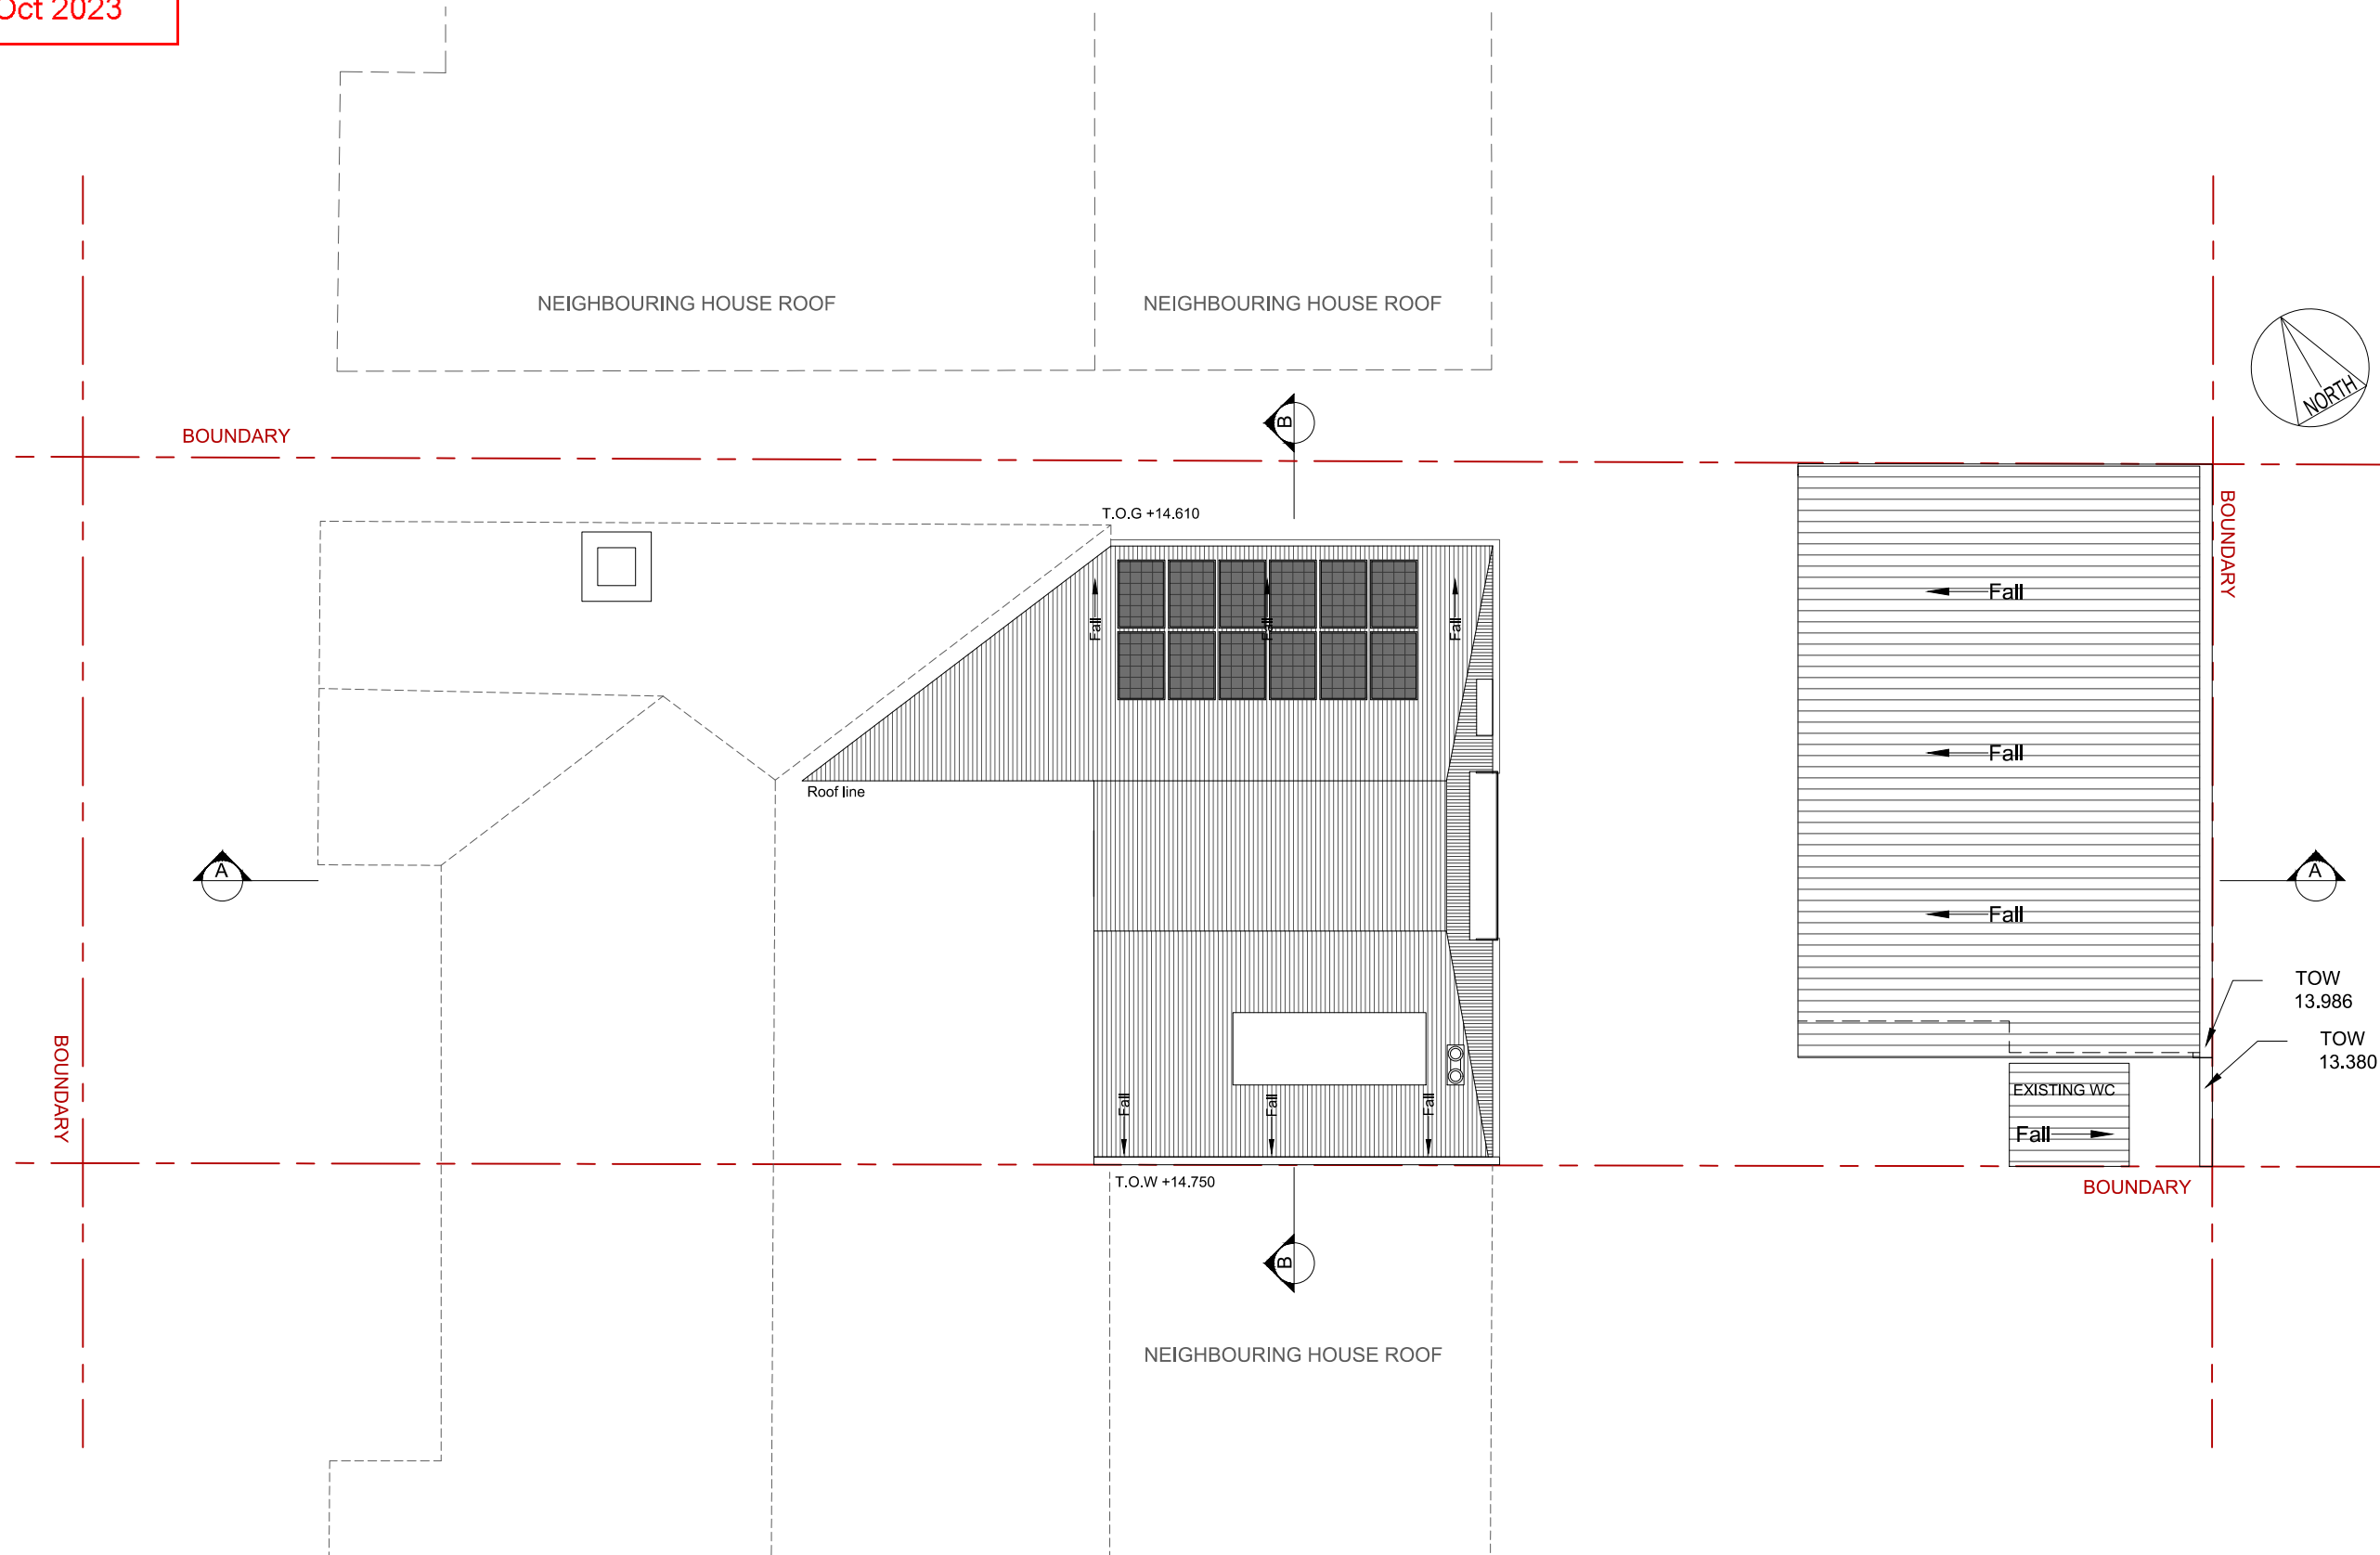 Oct 2023
NEIGHBOURING HOUSE ROOF
NEIGHBOURING HOUSE ROOF
NORTH
BOUNDARY
B
BOUNDARY
T.O.G +14.610
Fall
Fall
Fall
Fall
Fall
Fall
Roof line
A
A
TOW
13.986
TOW
13.380
BOUNDARY
EXISTING WC
Fall
Fall
Fall
Fall
T.O.W +14.750
BOUNDARY
B
NEIGHBOURING HOUSE ROOF